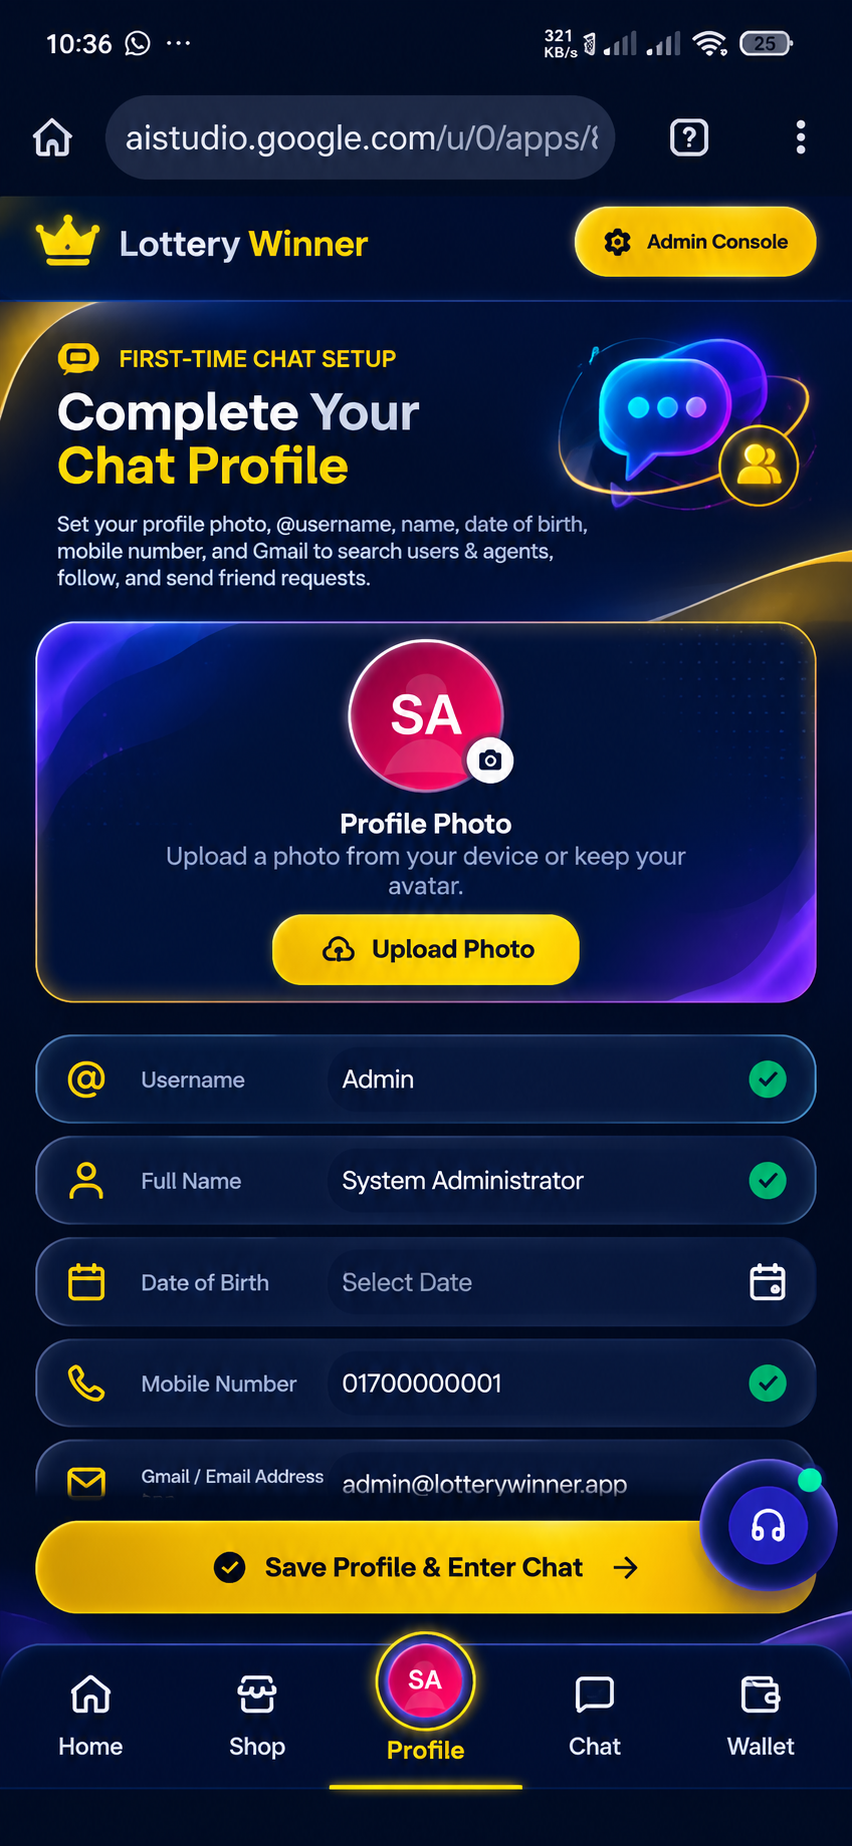 10:36
321
KB/s
25
aistudio.google.com/u/0/apps/
Lottery Winner
Admin Console
FIRST-TIME CHAT SETUP
Complete Your
Chat Profile
Set your profile photo, @username, name, date of birth,
mobile number, and Gmail to search users & agents,
follow, and send friend requests.
SA
Profile Photo
Upload a photo from your device or keep your
avatar.
Upload Photo
Username
Admin
Full Name
System Administrator
Date of Birth
Select Date
Mobile Number
01700000001
Gmail / Email Address
admin@lotterywinner.app
Save Profile & Enter Chat
SA
Home
Shop
Profile
Chat
Wallet